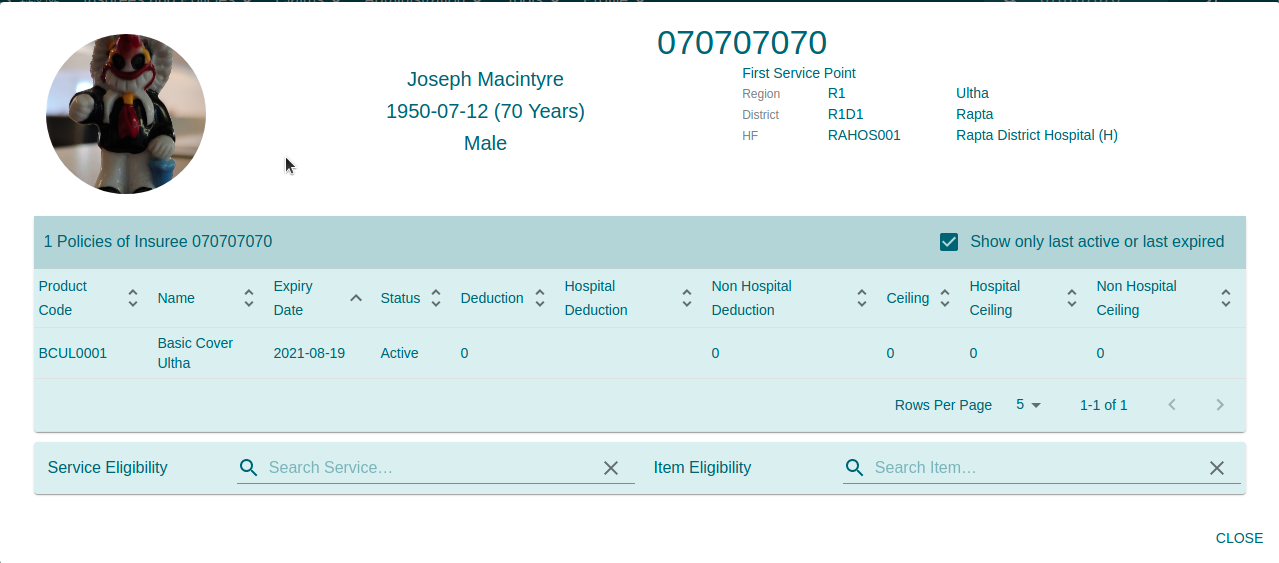 070707070
Joseph Macintyre
1950-07-12 (70 Years)
Male
First Service Point
Region R1 Ultha
District R1D1 Rapta
HF RAHOS001 Rapta District Hospital (H)
1 Policies of Insuree 070707070 Show only last active or last expired
Product Code Name Expiry Date Status Deduction Hospital Deduction Non Hospital Deduction Ceiling Hospital Ceiling Non Hospital Ceiling
BCUL0001 Basic Cover Ultha 2021-08-19 Active 0 0 0 0 0
Rows Per Page 5 1-1 of 1
Service Eligibility Search Service… Item Eligibility Search Item…
CLOSE